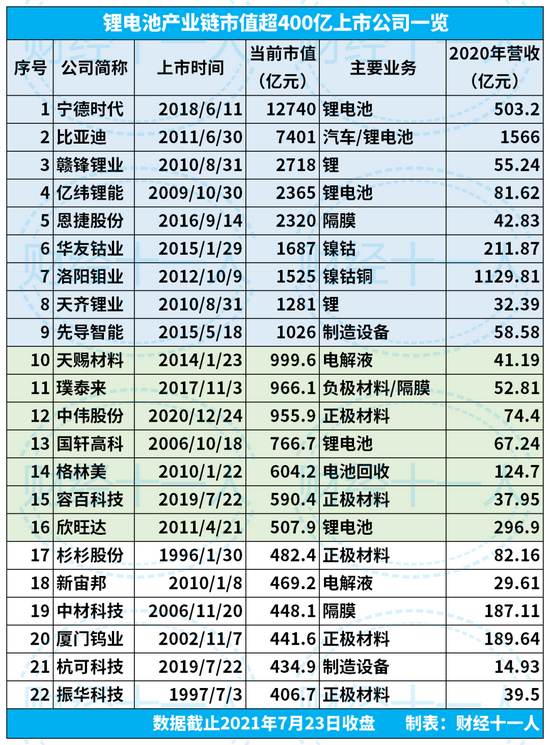 锂电池产业链市值超400亿上市公司一览
序号 公司简称 上市时间 当前市值（亿元） 主要业务 2020年营收（亿元）
1 宁德时代 2018/6/11 12740 锂电池 503.2
2 比亚迪 2011/6/30 7401 汽车/锂电池 1566
3 赣锋锂业 2010/8/31 2718 锂 55.24
4 亿纬锂能 2009/10/30 2365 锂电池 81.62
5 恩捷股份 2016/9/14 2320 隔膜 42.83
6 华友钴业 2015/1/29 1687 镍钴 211.87
7 洛阳钼业 2012/10/9 1525 镍钴铜 1129.81
8 天齐锂业 2010/8/31 1281 锂 32.39
9 先导智能 2015/5/18 1026 制造设备 58.58
10 天赐材料 2014/1/23 999.6 电解液 41.19
11 璞泰来 2017/11/3 966.1 负极材料/隔膜 52.81
12 中伟股份 2020/12/24 955.9 正极材料 74.4
13 国轩高科 2006/10/18 766.7 锂电池 67.24
14 格林美 2010/1/22 604.2 电池回收 124.7
15 容百科技 2019/7/22 590.4 正极材料 37.95
16 欣旺达 2011/4/21 507.9 锂电池 296.9
17 杉杉股份 1996/1/30 482.4 正极材料 82.16
18 新宙邦 2010/1/8 469.2 电解液 29.61
19 中材科技 2006/11/20 448.1 隔膜 187.11
20 厦门钨业 2002/11/7 441.6 正极材料 189.64
21 杭可科技 2019/7/22 434.9 制造设备 14.93
22 振华科技 1997/7/3 406.7 正极材料 39.5
数据截止2021年7月23日收盘 制表：财经十一人